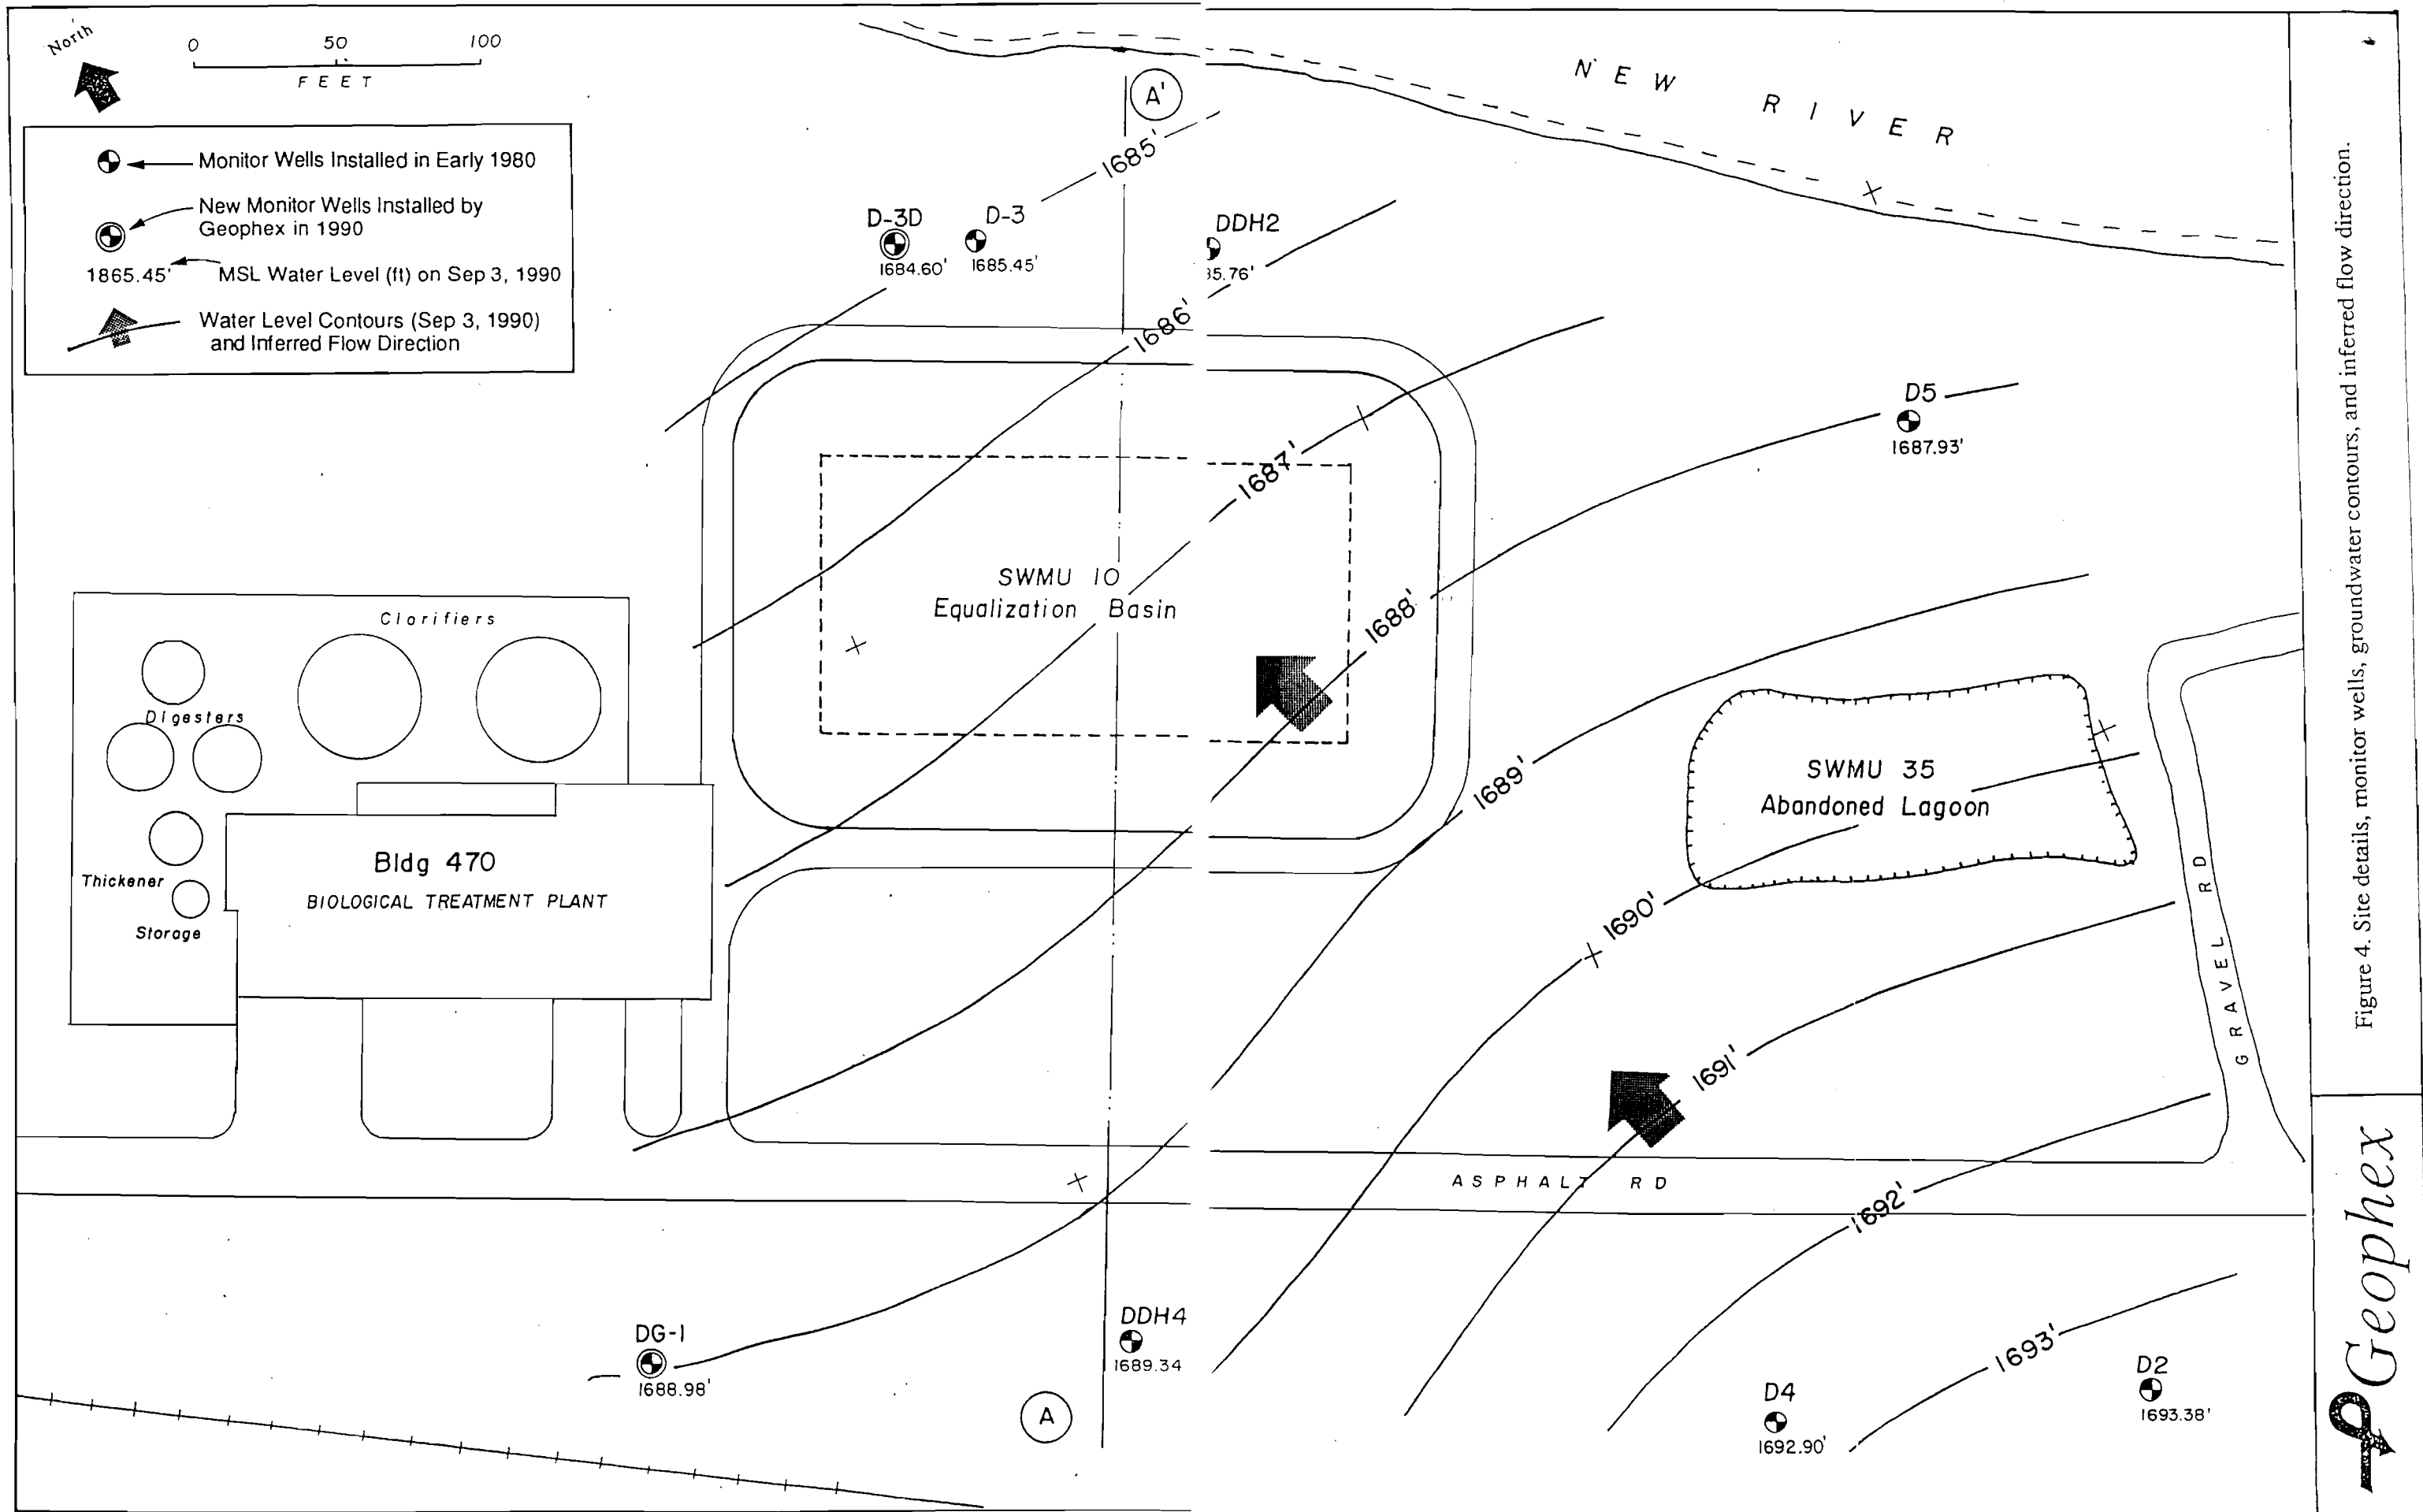 North
0 50 100
FEET
Monitor Wells Installed in Early 1980
New Monitor Wells Installed by
Geophex in 1990
1865.45' MSL Water Level (ft) on Sep 3, 1990
Water Level Contours (Sep 3, 1990)
and Inferred Flow Direction
A'
NEW RIVER
1685'
D-3D
1684.60'
D-3
1685.45'
DDH2
35.76'
1686'
D5
1687.93'
1687'
SWMU 10
Equalization Basin
1688'
Clarifiers
Digesters
Thickener
Storage
Bldg 470
BIOLOGICAL TREATMENT PLANT
1689'
SWMU 35
Abandoned Lagoon
1690'
1691'
GRAVEL RD
ASPHALT RD
1692'
1693'
DG-1
1688.98'
DDH4
1689.34
A
D4
1692.90'
D2
1693.38'
Figure 4. Site details, monitor wells, groundwater contours, and inferred flow direction.
Geophex